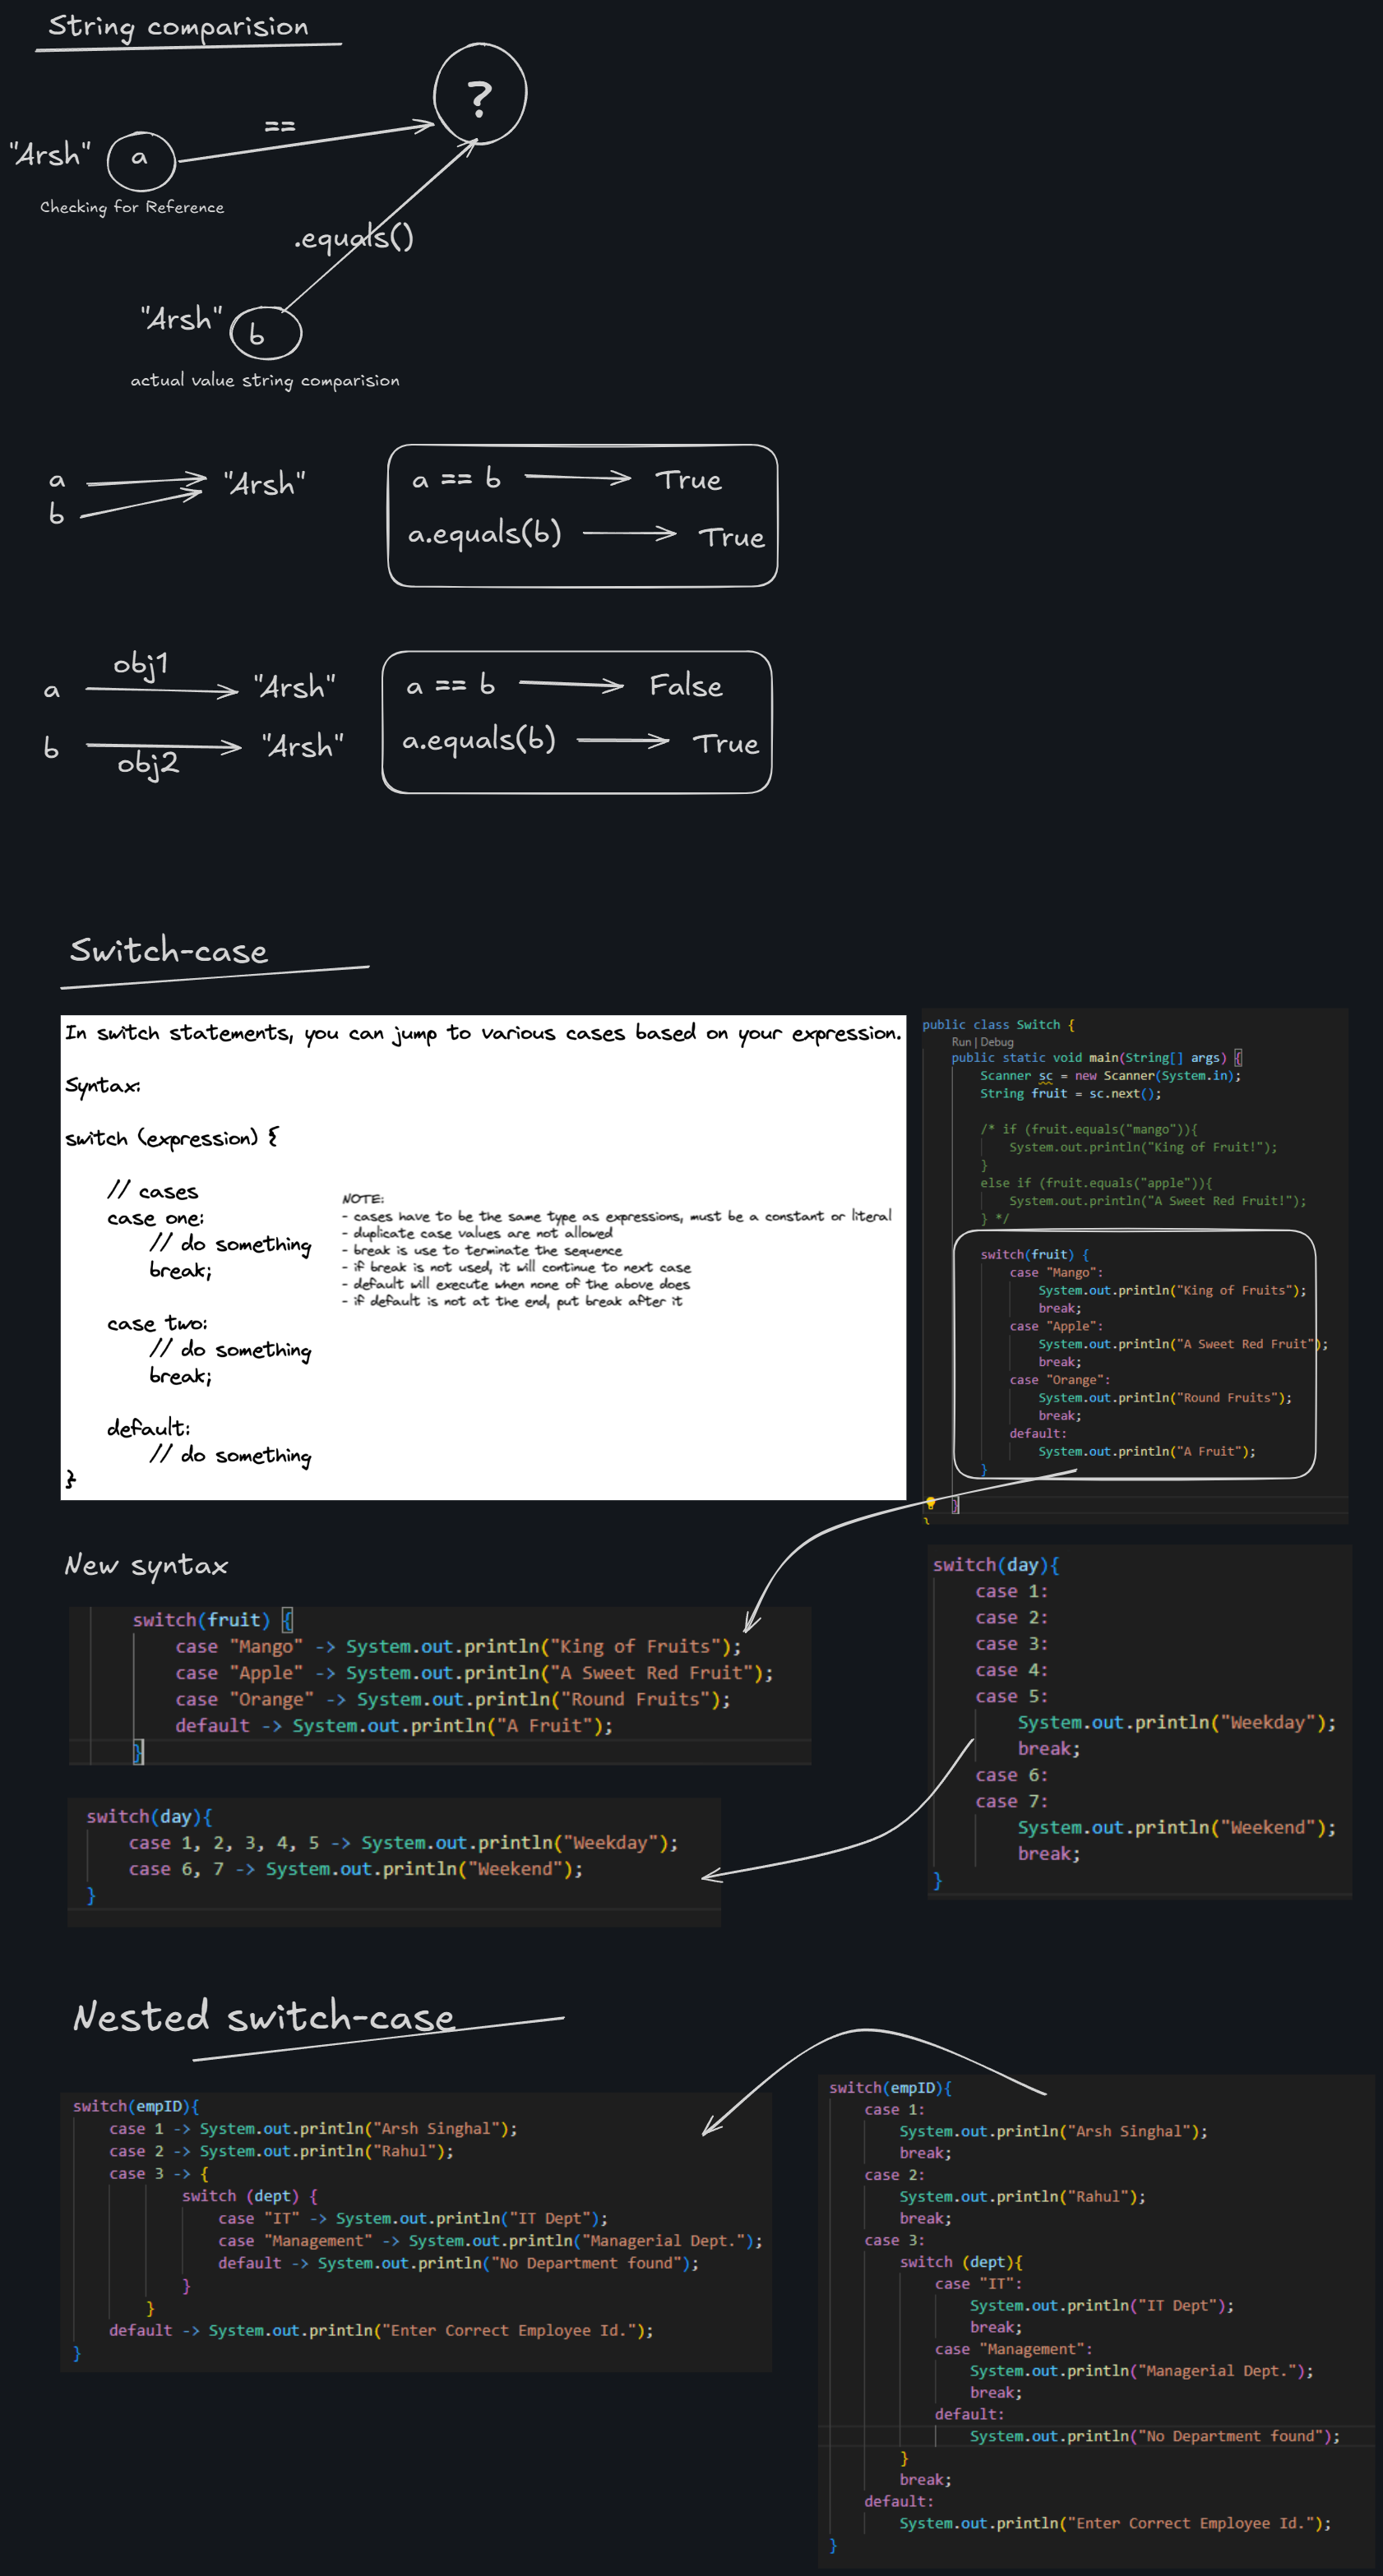 String comparision
?
==
"Arsh"
a
Checking for Reference
.equals()
"Arsh"
b
actual value string comparision
a
b
"Arsh"
a == b
True
a.equals(b)
True
obj1
a
"Arsh"
b
"Arsh"
obj2
a == b
False
a.equals(b)
True
Switch-case
In switch statements, you can jump to various cases based on your expression.
Syntax:
switch (expression) {
// cases
case one:
// do something
break;
case two:
// do something
break;
default:
// do something
}
NOTE:
- cases have to be the same type as expressions, must be a constant or literal
- duplicate case values are not allowed
- break is use to terminate the sequence
- if break is not used, it will continue to next case
- default will execute when none of the above does
- if default is not at the end, put break after it
public class Switch {
Run | Debug
public static void main(String[] args) {
Scanner sc = new Scanner(System.in);
String fruit = sc.next();
/* if (fruit.equals("mango")){
System.out.println("King of Fruit!");
}
else if (fruit.equals("apple")){
System.out.println("A Sweet Red Fruit!");
} */
switch(fruit) {
case "Mango":
System.out.println("King of Fruits");
break;
case "Apple":
System.out.println("A Sweet Red Fruit");
break;
case "Orange":
System.out.println("Round Fruits");
break;
default:
System.out.println("A Fruit");
}
}
}
New syntax
switch(fruit) {
case "Mango" -> System.out.println("King of Fruits");
case "Apple" -> System.out.println("A Sweet Red Fruit");
case "Orange" -> System.out.println("Round Fruits");
default -> System.out.println("A Fruit");
}
switch(day){
case 1:
case 2:
case 3:
case 4:
case 5:
System.out.println("Weekday");
break;
case 6:
case 7:
System.out.println("Weekend");
break;
}
switch(day){
case 1, 2, 3, 4, 5 -> System.out.println("Weekday");
case 6, 7 -> System.out.println("Weekend");
}
Nested switch-case
switch(empID){
case 1 -> System.out.println("Arsh Singhal");
case 2 -> System.out.println("Rahul");
case 3 -> {
switch (dept) {
case "IT" -> System.out.println("IT Dept");
case "Management" -> System.out.println("Managerial Dept.");
default -> System.out.println("No Department found");
}
}
default -> System.out.println("Enter Correct Employee Id.");
}
switch(empID){
case 1:
System.out.println("Arsh Singhal");
break;
case 2:
System.out.println("Rahul");
break;
case 3:
switch (dept){
case "IT":
System.out.println("IT Dept");
break;
case "Management":
System.out.println("Managerial Dept.");
break;
default:
System.out.println("No Department found");
}
break;
default:
System.out.println("Enter Correct Employee Id.");
}